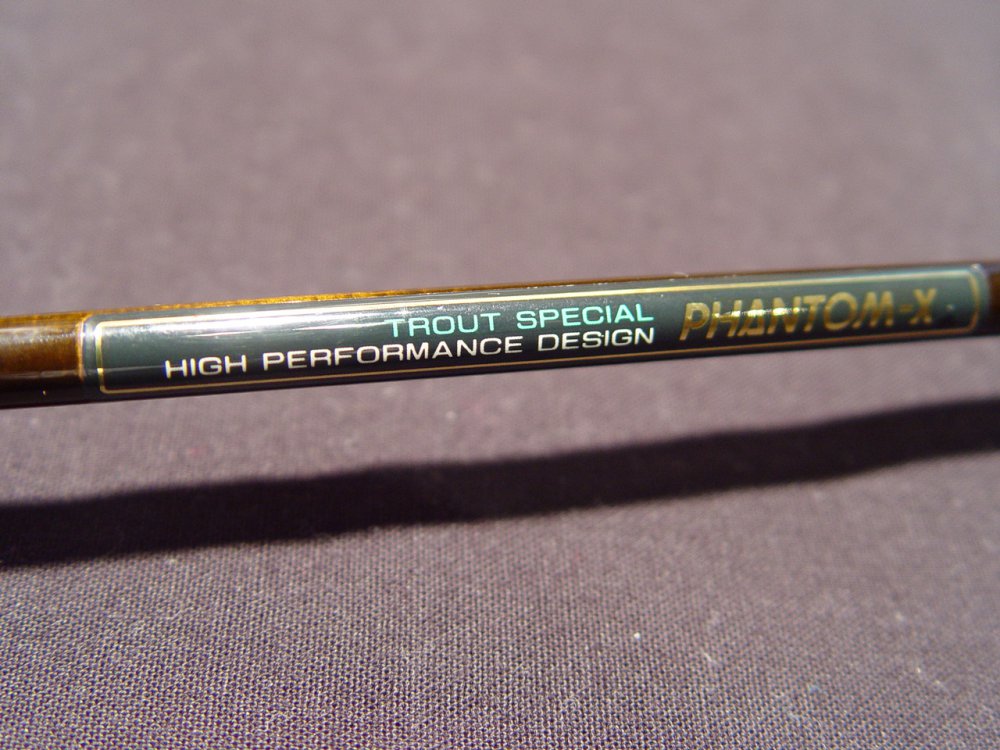 TROUT SPECIAL
HIGH PERFORMANCE DESIGN
PHANTOM-X